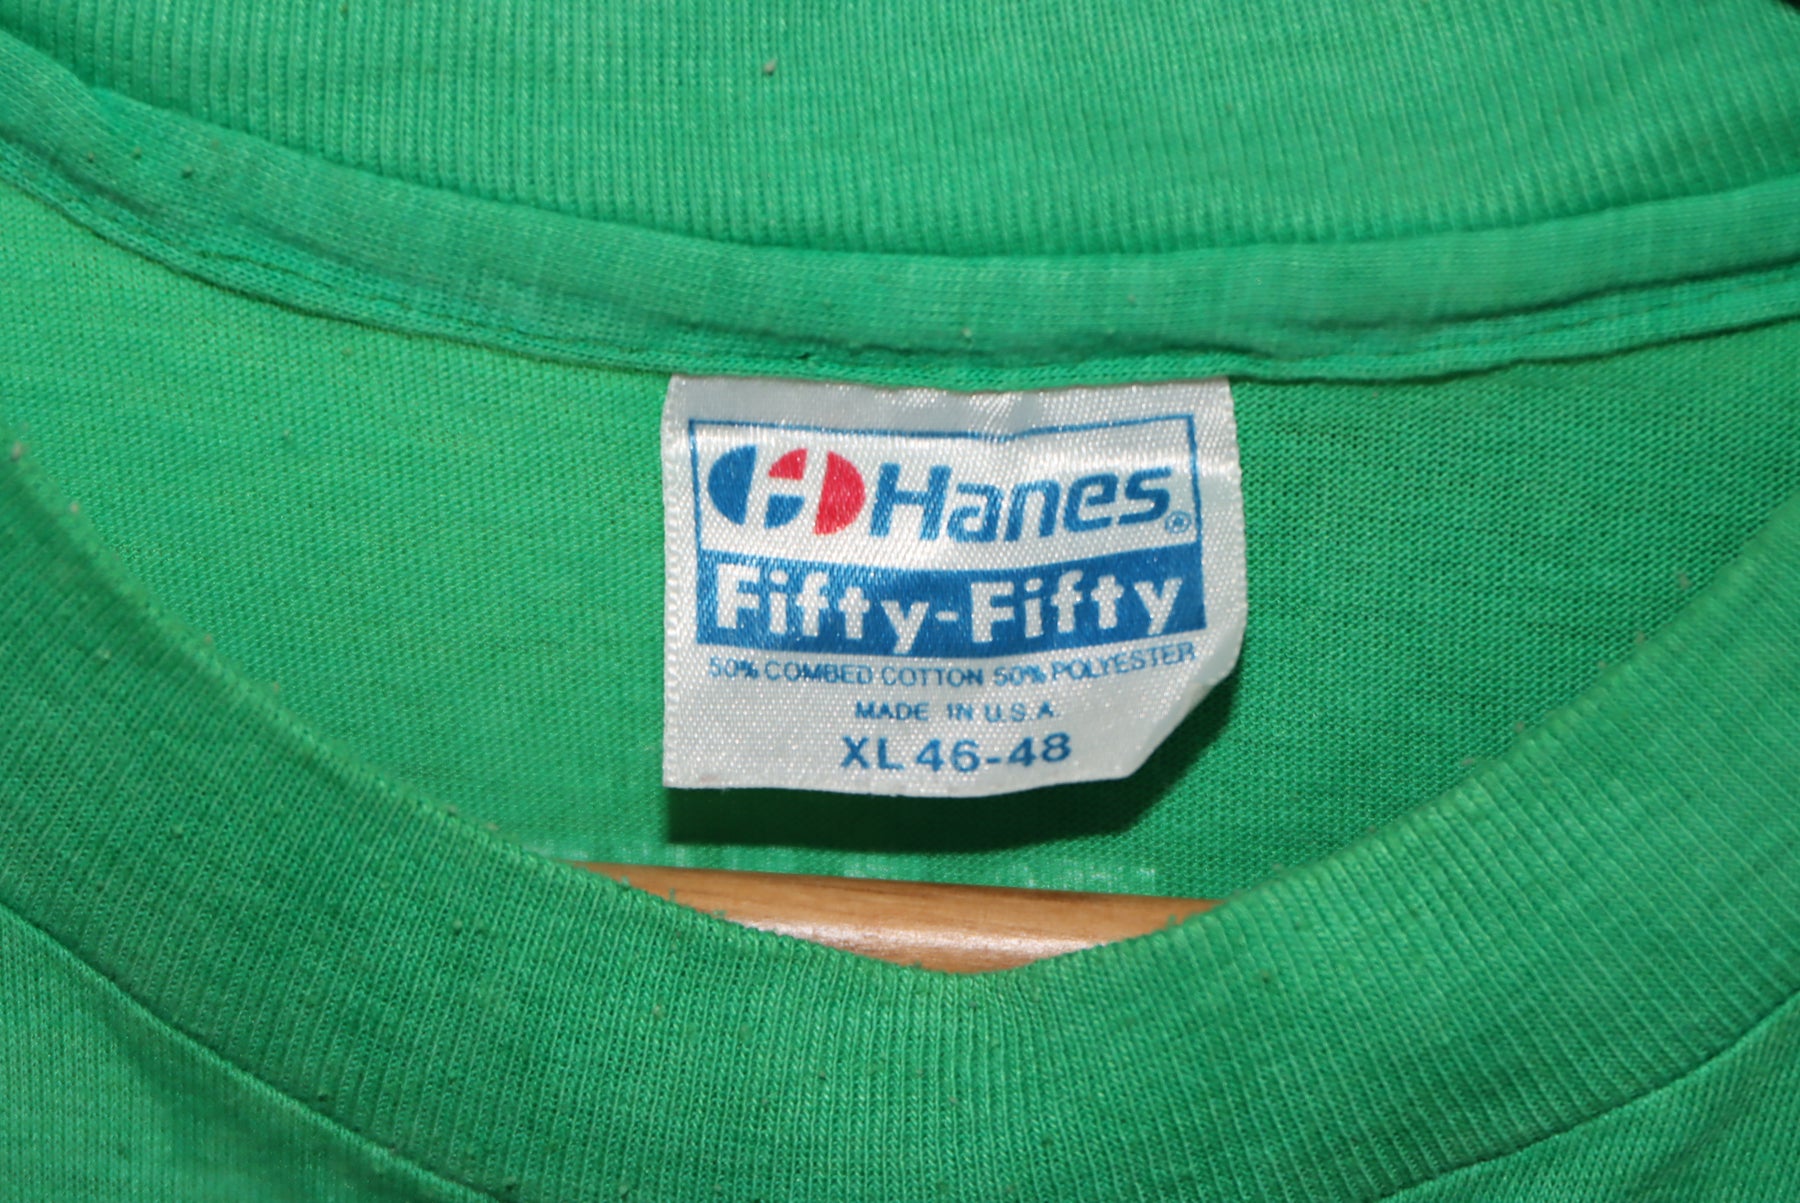 Hanes®
Fifty-Fifty
50% COMBED COTTON 50% POLYESTER
MADE IN U.S.A.
XL 46-48